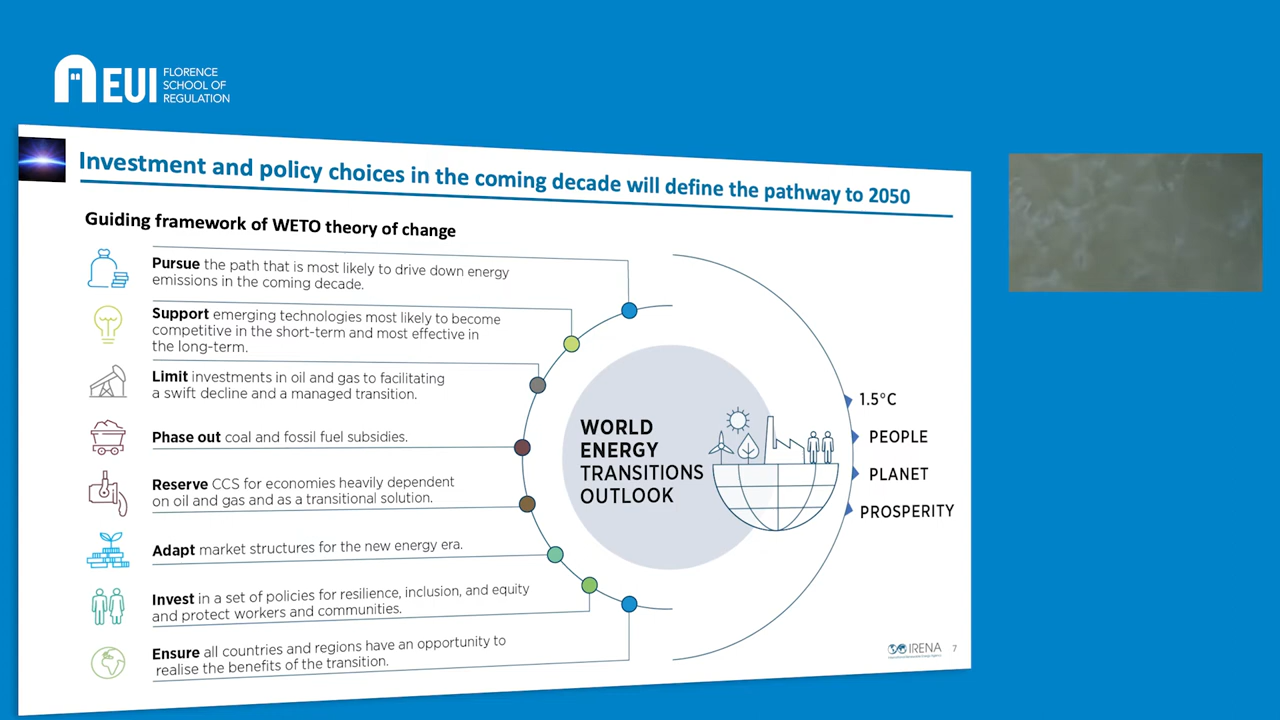 EUI
FLORENCE
SCHOOL OF
REGULATION
Investment and policy choices in the coming decade will define the pathway to 2050
Guiding framework of WETO theory of change
Pursue the path that is most likely to drive down energy
emissions in the coming decade.
Support emerging technologies most likely to become
competitive in the short-term and most effective in
the long-term.
Limit investments in oil and gas to facilitating
a swift decline and a managed transition.
Phase out coal and fossil fuel subsidies.
Reserve CCS for economies heavily dependent
on oil and gas and as a transitional solution.
Adapt market structures for the new energy era.
Invest in a set of policies for resilience, inclusion, and equity
and protect workers and communities.
Ensure all countries and regions have an opportunity to
realise the benefits of the transition.
WORLD
ENERGY
TRANSITIONS
OUTLOOK
1.5°C
PEOPLE
PLANET
PROSPERITY
IRENA
7